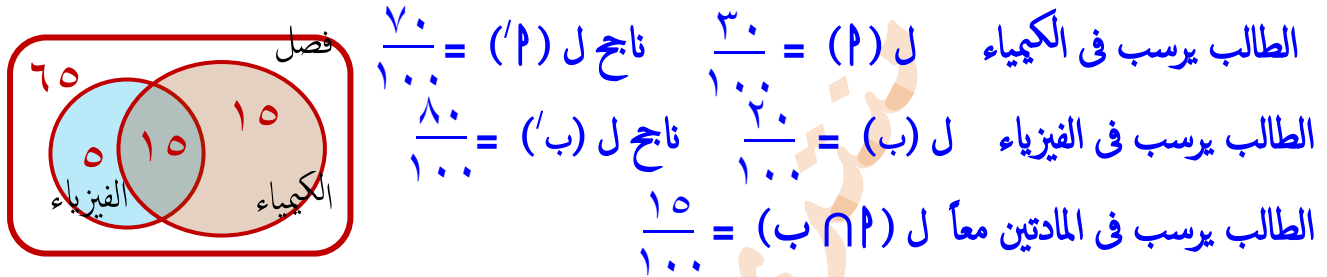 الطالب يرسب فى الكيمياء ل (أ) = ٣٠/١٠٠ ناجح ل (أ/) = ٧٠/١٠٠
الطالب يرسب فى الفيزياء ل (ب) = ٢٠/١٠٠ ناجح ل (ب/) = ٨٠/١٠٠
الطالب يرسب فى المادتين معاً ل (أ ∩ ب) = ١٥/١٠٠
فصل
٦٥
١٥
١٥
٥
الكيمياء
الفيزياء